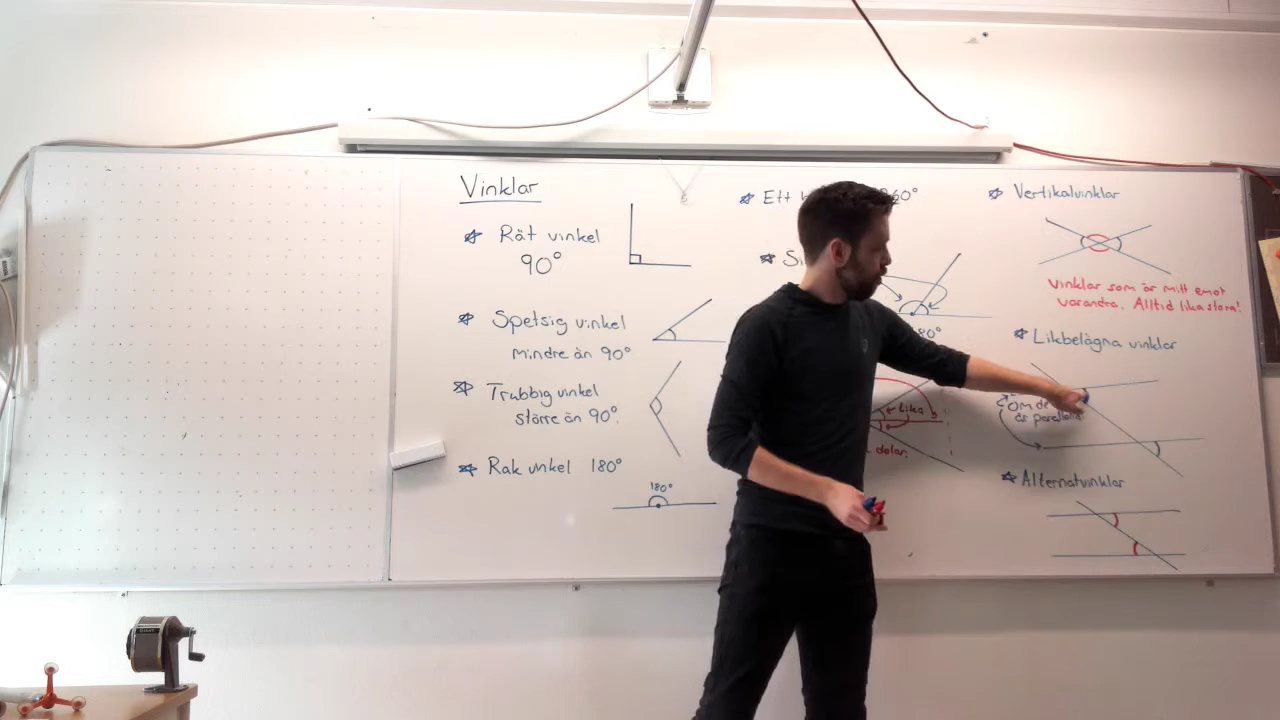 Vinklar
Rät vinkel
90°
Spetsig vinkel
mindre än 90°
Trubbig vinkel
större än 90°.
Rak vinkel 180°
180°
Ett
360°
Lika
delar.
Vertikalvinklar
Vinklar som är mitt emot
varandra. Alltid lika stora!
Likbelägna vinklar
Om de
är parallella
Alternatvinklar